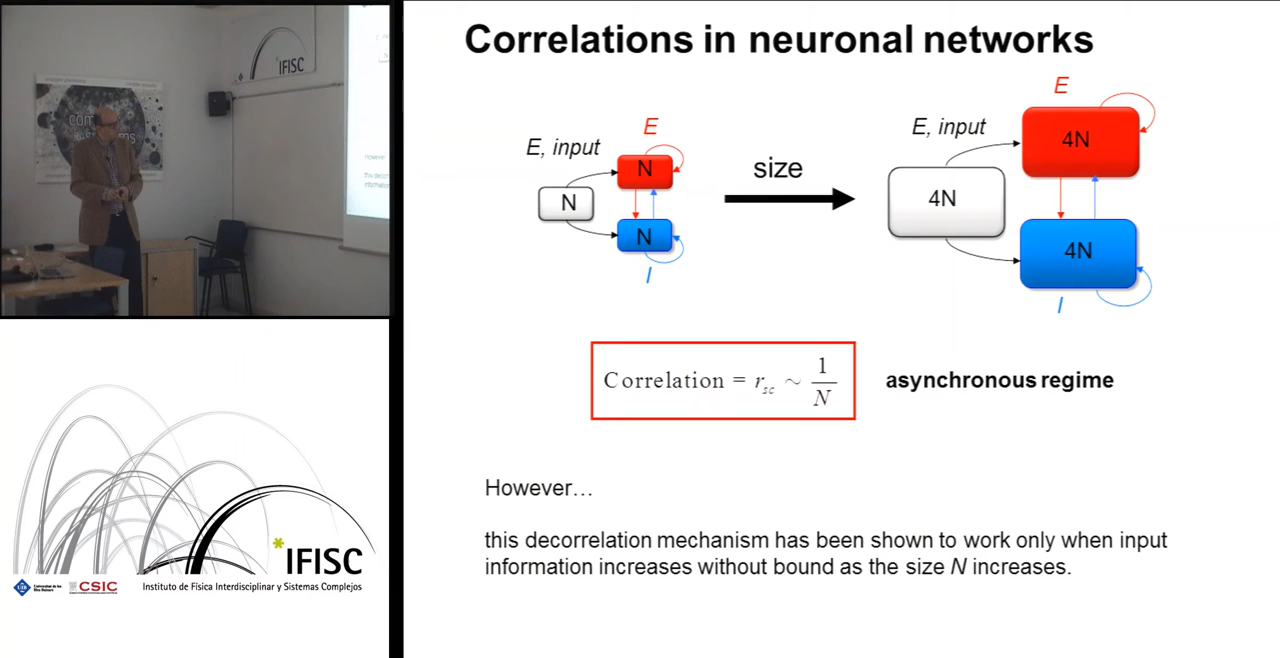 IFISC
Correlations in neuronal networks
E
E, input
N
N
N
I
size
E
E, input
4N
4N
4N
I
Correlation = r_sc ~ 1/N
asynchronous regime
However…
this decorrelation mechanism has been shown to work only when input
information increases without bound as the size N increases.
*IFISC
UIB
CSIC
Instituto de Física Interdisciplinar y Sistemas Complejos